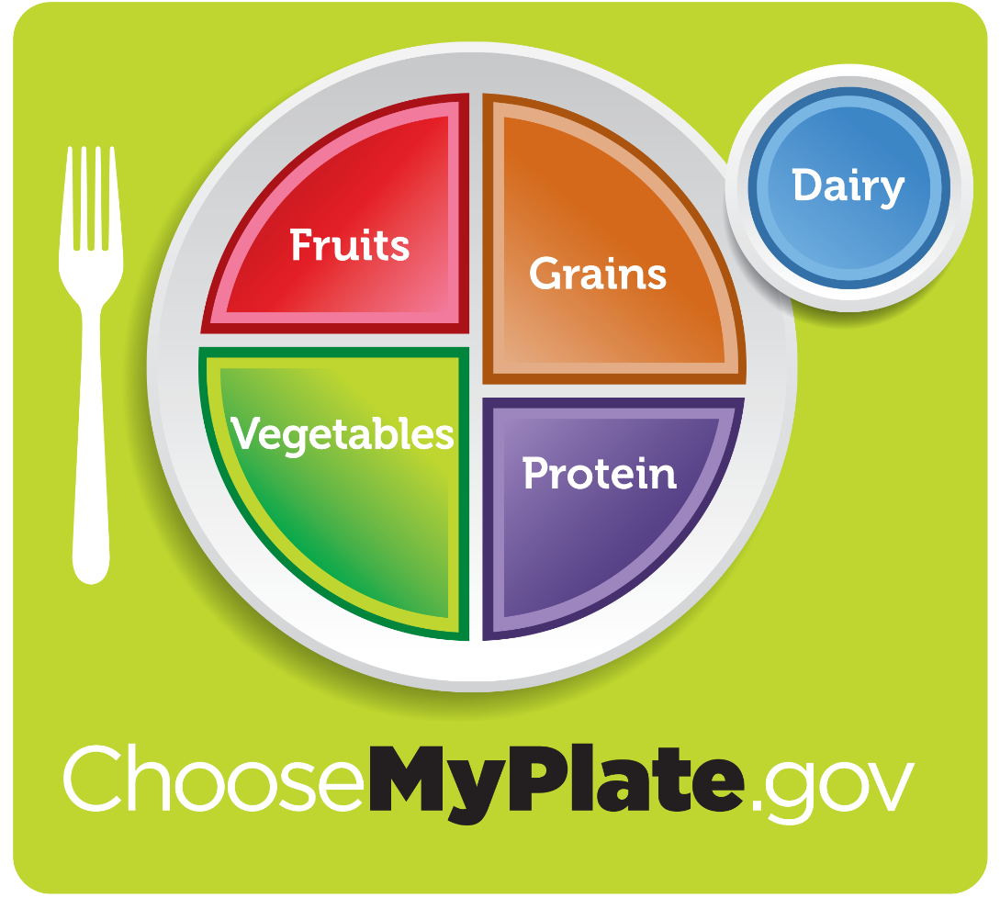 Fruits
Grains
Dairy
Vegetables
Protein
ChooseMyPlate.gov